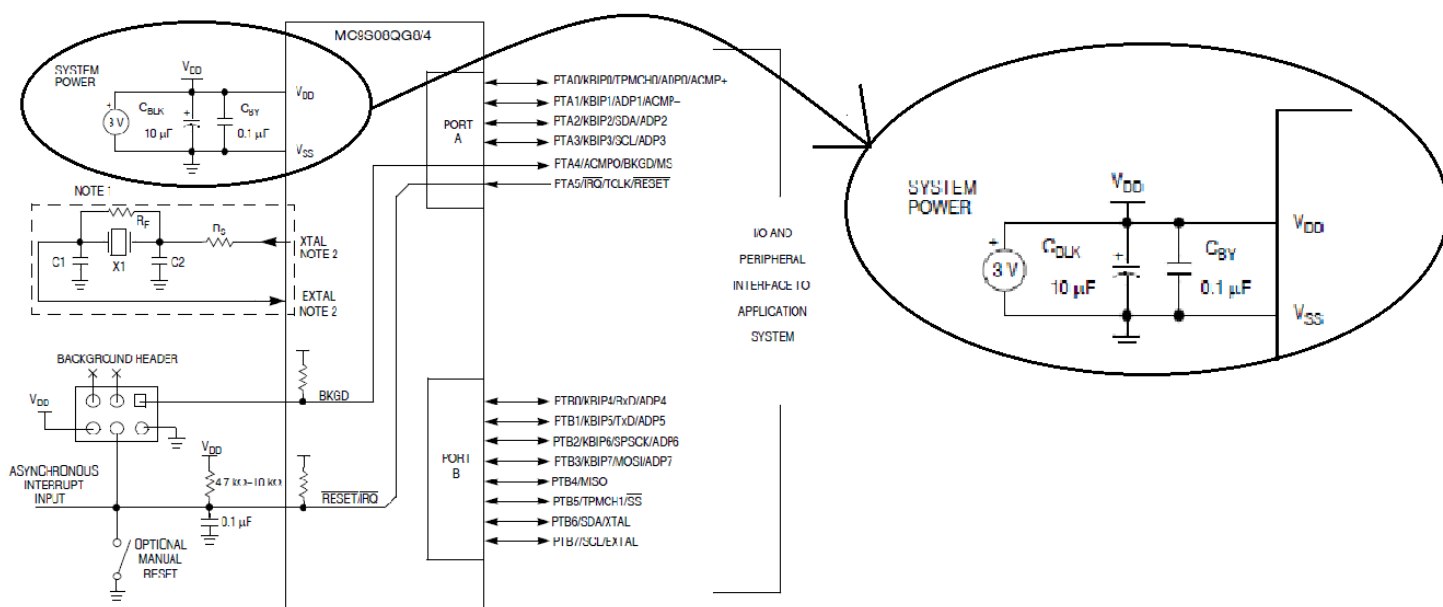 MC9S08QG8/4
SYSTEM
POWER
VDD
VDD
+
3 V
CBLK
10 µF
+
CBY
0.1 µF
VSS
NOTE 1
RF
RS
C1
X1
C2
XTAL
NOTE 2
EXTAL
NOTE 2
BACKGROUND HEADER
VDD
BKGD
VDD
4.7 kΩ–10 kΩ
ASYNCHRONOUS
INTERRUPT
INPUT
RESET/IRQ
0.1 µF
OPTIONAL
MANUAL
RESET
PORT
A
PTA0/KBIP0/TPMCH0/ADP0/ACMP+
PTA1/KBIP1/ADP1/ACMP–
PTA2/KBIP2/SDA/ADP2
PTA3/KBIP3/SCL/ADP3
PTA4/ACMPO/BKGD/MS
PTA5/IRQ/TCLK/RESET
I/O AND
PERIPHERAL
INTERFACE TO
APPLICATION
SYSTEM
PORT
B
PTB0/KBIP4/RxD/ADP4
PTB1/KBIP5/TxD/ADP5
PTB2/KBIP6/SPSCK/ADP6
PTB3/KBIP7/MOSI/ADP7
PTB4/MISO
PTB5/TPMCH1/SS
PTB6/SDA/XTAL
PTB7/SCL/EXTAL
SYSTEM
POWER
VDD
VDD
+
3 V
CBLK
10 µF
+
CBY
0.1 µF
VSS